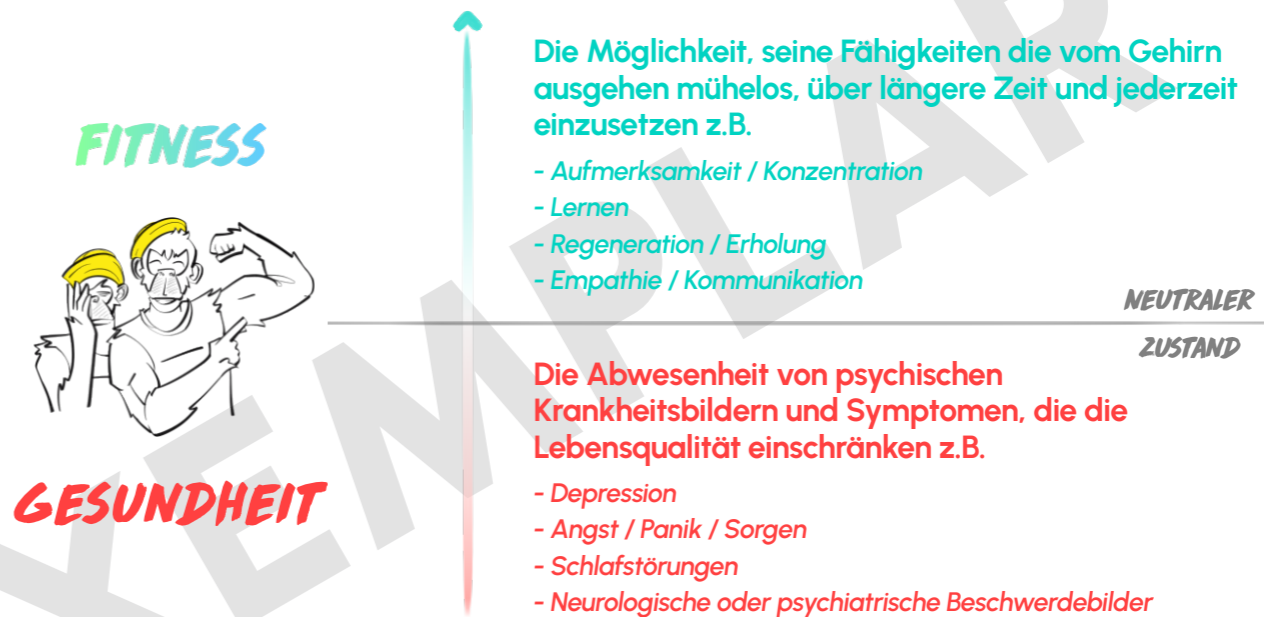 FITNESS
GESUNDHEIT
Die Möglichkeit, seine Fähigkeiten die vom Gehirn
ausgehen mühelos, über längere Zeit und jederzeit
einzusetzen z.B.
- Aufmerksamkeit / Konzentration
- Lernen
- Regeneration / Erholung
- Empathie / Kommunikation
NEUTRALER
ZUSTAND
Die Abwesenheit von psychischen
Krankheitsbildern und Symptomen, die die
Lebensqualität einschränken z.B.
- Depression
- Angst / Panik / Sorgen
- Schlafstörungen
- Neurologische oder psychiatrische Beschwerdebilder
XEMPLAR